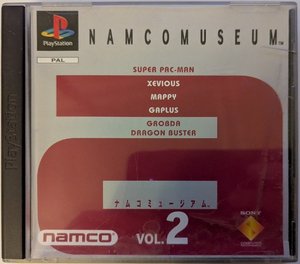 PlayStation
PAL
NAMCOMUSEUM™
SUPER PAC-MAN
XEVIOUS
MAPPY
GAPLUS
GROBDA
DRAGON BUSTER
ナムコミュージアム
namco
VOL.2
SONY
PlayStation